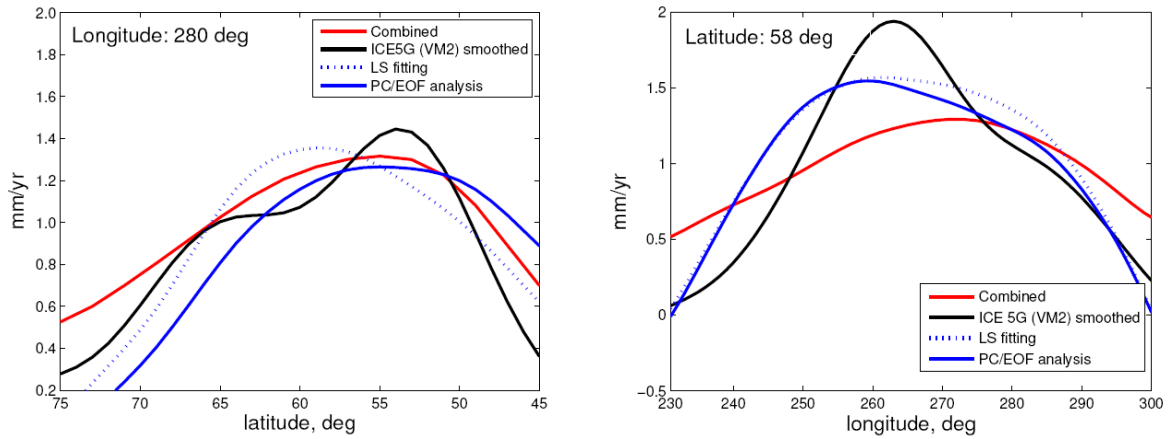 Longitude: 280 deg
Combined
ICE5G (VM2) smoothed
LS fitting
PC/EOF analysis
mm/yr
2.0
1.8
1.6
1.4
1.2
1.0
0.8
0.6
0.4
0.2
75 70 65 60 55 50 45
latitude, deg
Latitude: 58 deg
mm/yr
2
1.5
1
0.5
0
−0.5
Combined
ICE 5G (VM2) smoothed
LS fitting
PC/EOF analysis
230 240 250 260 270 280 290 300
longitude, deg